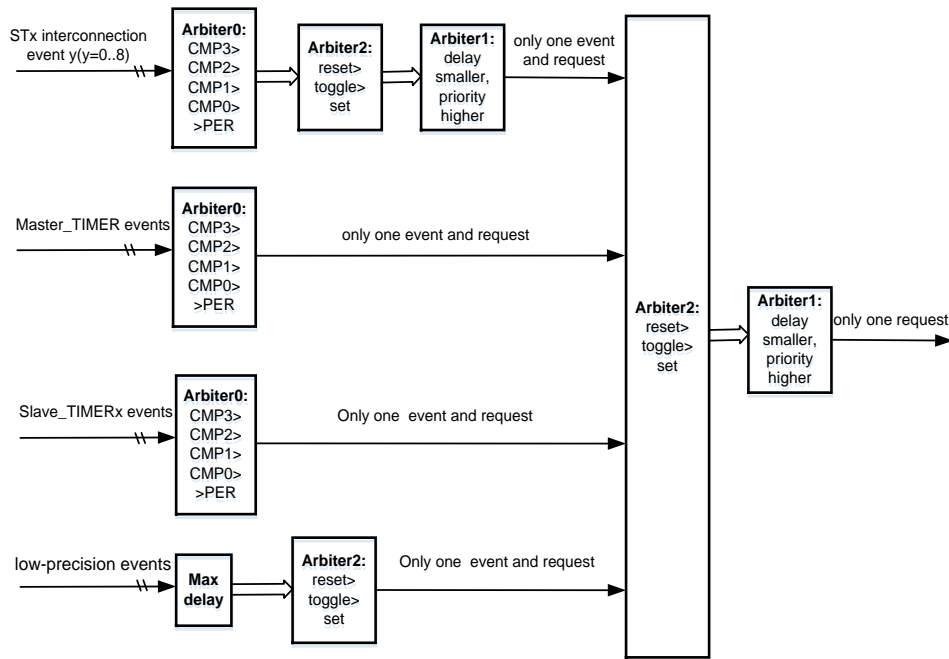 STx interconnection
event y(y=0..8)
Arbiter0:
CMP3>
CMP2>
CMP1>
CMP0>
>PER
Arbiter2:
reset>
toggle>
set
Arbiter1:
delay
smaller,
priority
higher
only one event
and request
Master_TIMER events
Arbiter0:
CMP3>
CMP2>
CMP1>
CMP0>
>PER
only one event and request
Arbiter2:
reset>
toggle>
set
Arbiter1:
delay
smaller,
priority
higher
only one request
Slave_TIMERx events
Arbiter0:
CMP3>
CMP2>
CMP1>
CMP0>
>PER
Only one event and request
low-precision events
Max
delay
Arbiter2:
reset>
toggle>
set
Only one event and request